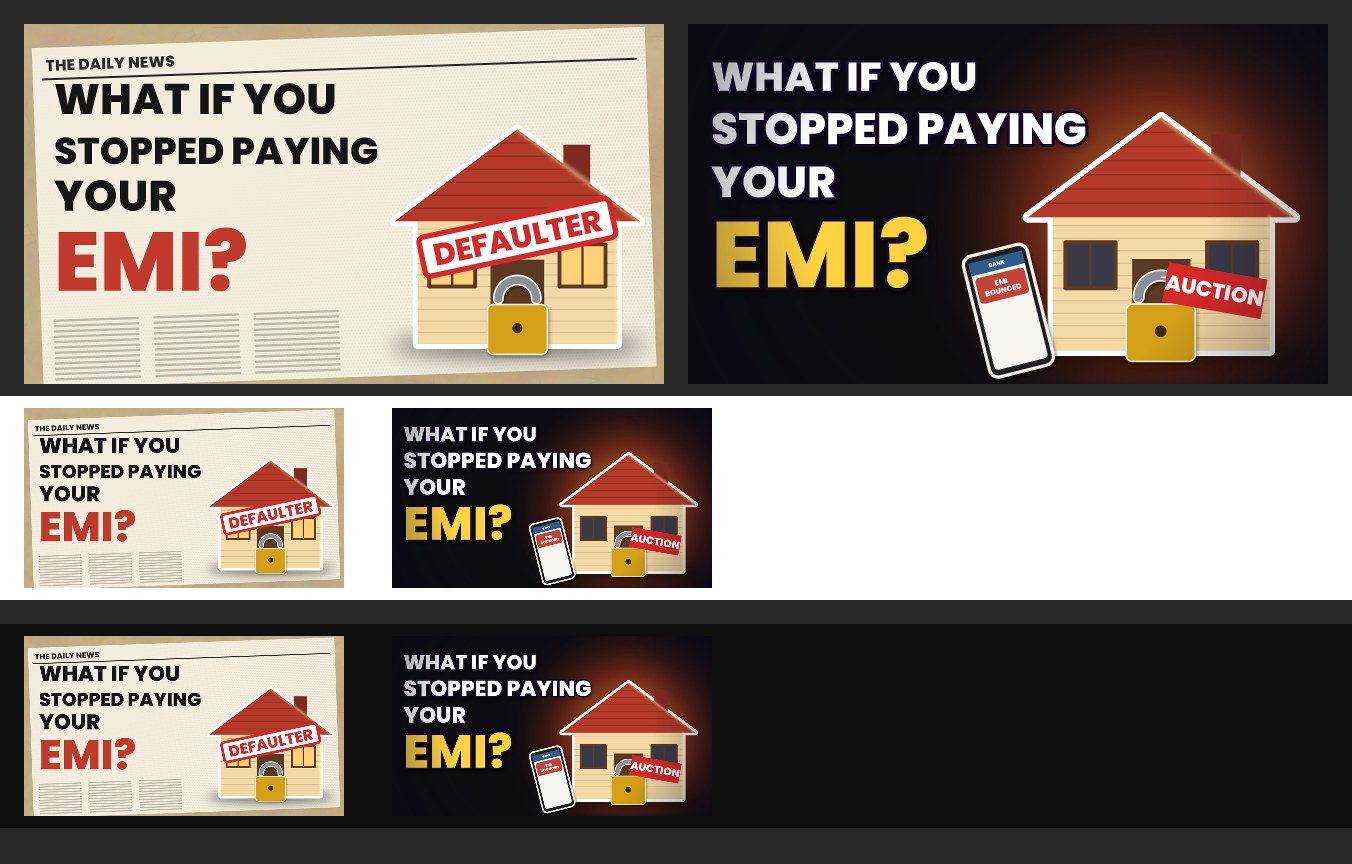 THE DAILY NEWS
WHAT IF YOU
STOPPED PAYING
YOUR
EMI?
DEFAULTER
WHAT IF YOU
STOPPED PAYING
YOUR
EMI?
BANK
EMI
BOUNCED
AUCTION
THE DAILY NEWS
WHAT IF YOU
STOPPED PAYING
YOUR
EMI?
DEFAULTER
WHAT IF YOU
STOPPED PAYING
YOUR
EMI?
AUCTION
THE DAILY NEWS
WHAT IF YOU
STOPPED PAYING
YOUR
EMI?
DEFAULTER
WHAT IF YOU
STOPPED PAYING
YOUR
EMI?
AUCTION